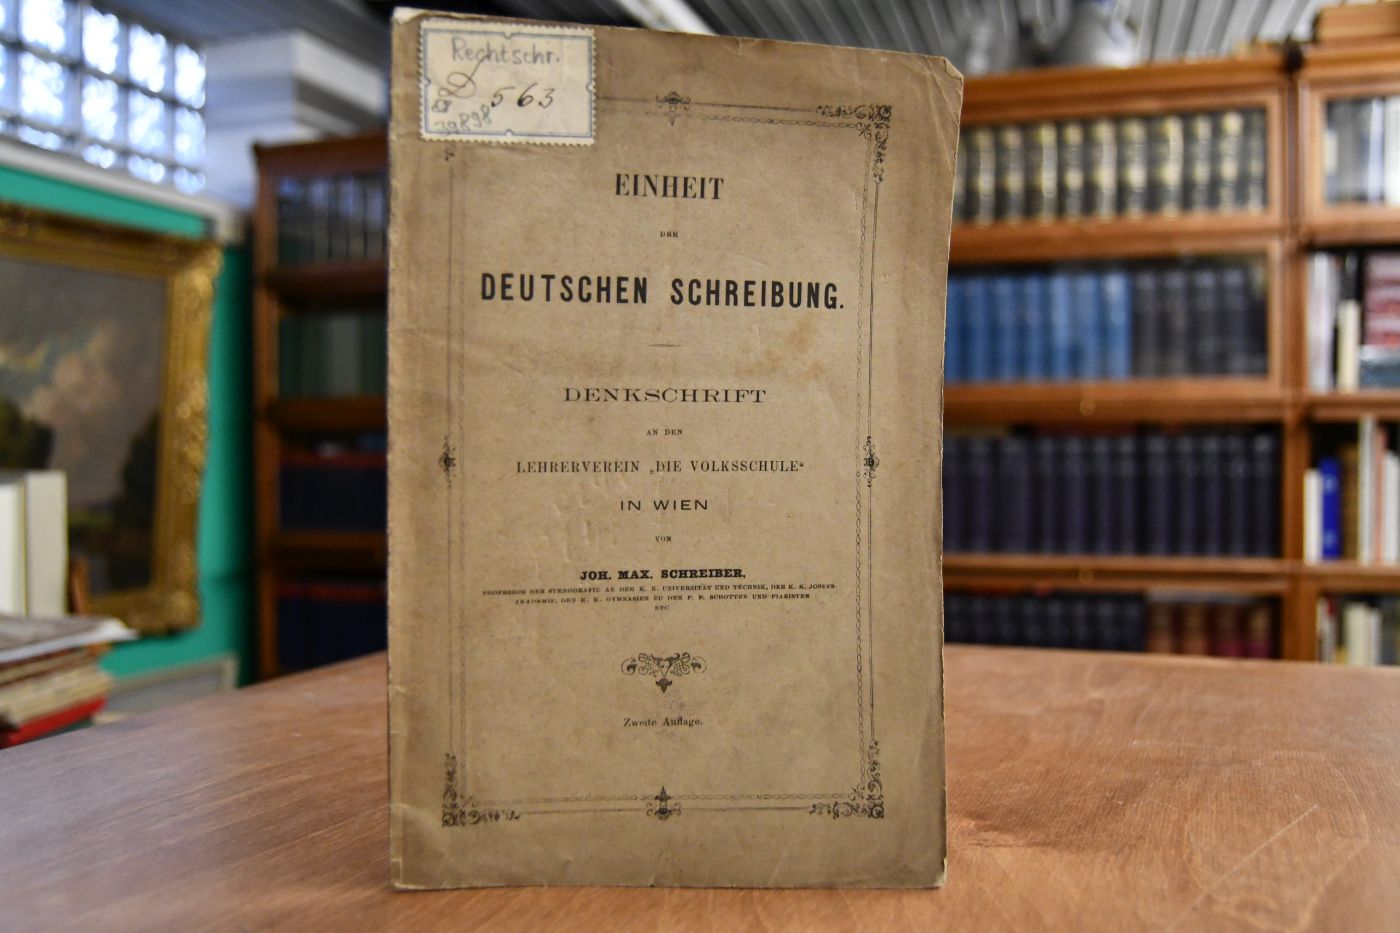 Rechtschr.
D 563
EINHEIT
DER
DEUTSCHEN SCHREIBUNG.
DENKSCHRIFT
AN DEN
LEHRERVEREIN „DIE VOLKSSCHULE“
IN WIEN
VON
JOH. MAX. SCHREIBER,
PROFESSOR DER STENOGRAFIE AN DER K. K. UNIVERSITÄT UND TECHNIK, DER K. K. JOSEFS
AKADEMIE, DEN K. K. GYMNASIEN ZU DEN P. P. SCHOTTEN UND PIARISTEN
ETC
Zweite Auflage.